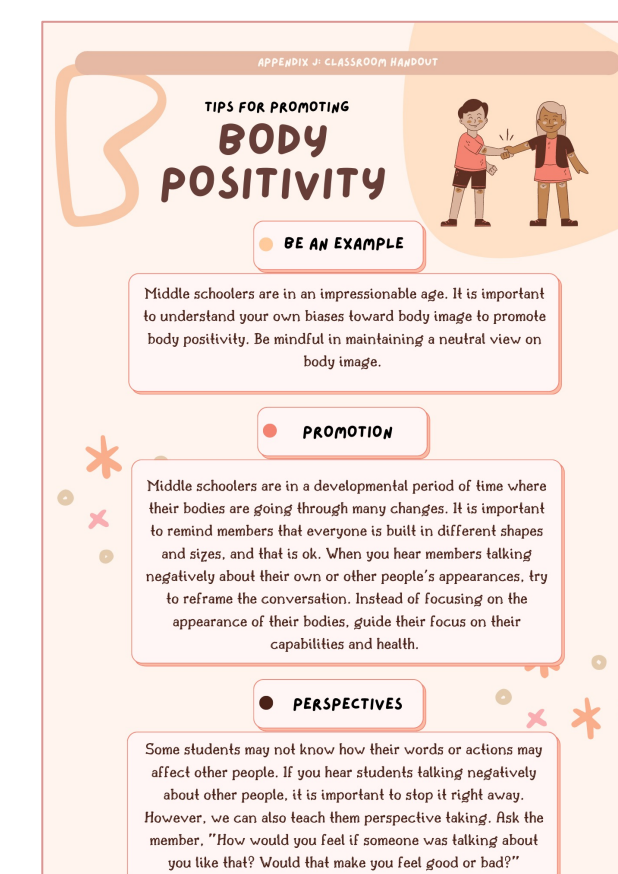 APPENDIX J: CLASSROOM HANDOUT
TIPS FOR PROMOTING
BODY
POSITIVITY
BE AN EXAMPLE
Middle schoolers are in an impressionable age. It is important
to understand your own biases toward body image to promote
body positivity. Be mindful in maintaining a neutral view on
body image.
PROMOTION
Middle schoolers are in a developmental period of time where
their bodies are going through many changes. It is important
to remind members that everyone is built in different shapes
and sizes, and that is ok. When you hear members talking
negatively about their own or other people's appearances, try
to reframe the conversation. Instead of focusing on the
appearance of their bodies, guide their focus on their
capabilities and health.
PERSPECTIVES
Some students may not know how their words or actions may
affect other people. If you hear students talking negatively
about other people, it is important to stop it right away.
However, we can also teach them perspective taking. Ask the
member, "How would you feel if someone was talking about
you like that? Would that make you feel good or bad?"